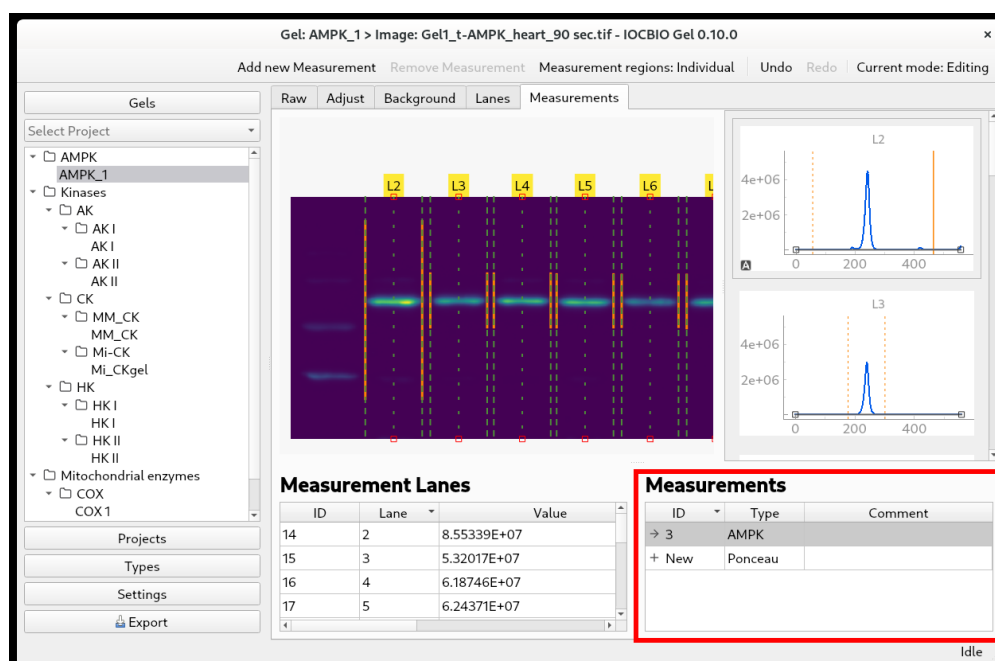 Gel: AMPK_1 > Image: Gel1_t-AMPK_heart_90 sec.tif - IOCBIO Gel 0.10.0 ×
Add new Measurement Remove Measurement Measurement regions: Individual Undo Redo Current mode: Editing
Gels
Select Project
AMPK
AMPK_1
Kinases
AK
AK I
AK I
AK II
AK II
CK
MM_CK
MM_CK
Mi-CK
Mi_CKgel
HK
HK I
HK I
HK II
HK II
Mitochondrial enzymes
COX
COX 1
Projects
Types
Settings
Export
Raw Adjust Background Lanes Measurements
L2 L3 L4 L5 L6 L
L2
4e+06
2e+06
A
0 200 400
L3
4e+06
2e+06
0 200 400
Measurement Lanes
ID Lane Value
14 2 8.55339E+07
15 3 5.32017E+07
16 4 6.18746E+07
17 5 6.24371E+07
Measurements
ID Type Comment
→ 3 AMPK
+ New Ponceau
Idle